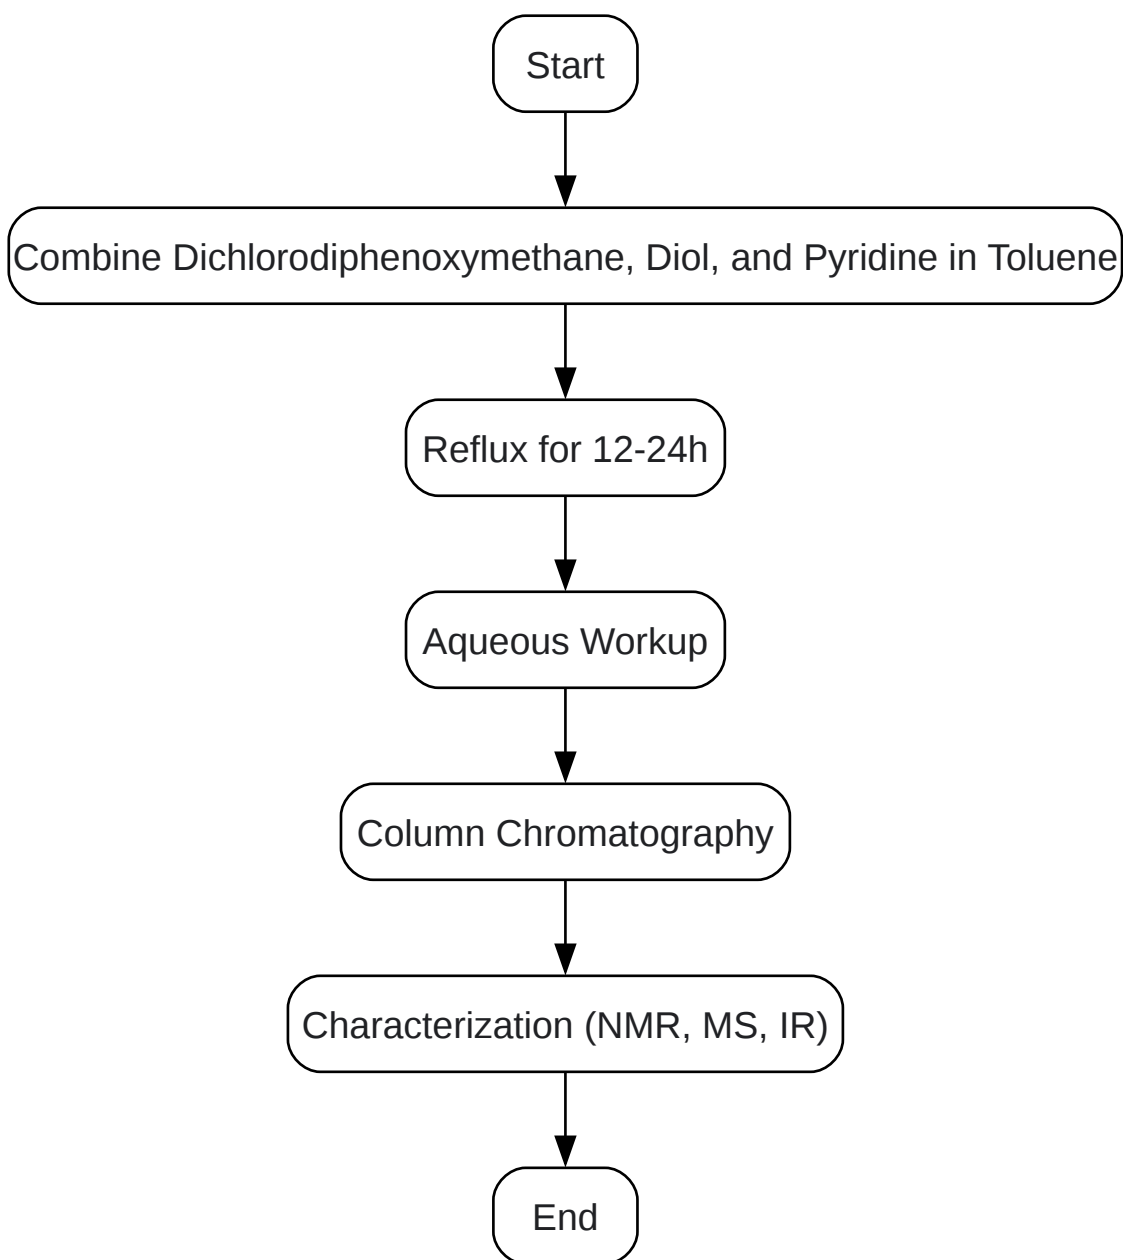 Start
Combine Dichlorodiphenoxymethane, Diol, and Pyridine in Toluene
Reflux for 12-24h
Aqueous Workup
Column Chromatography
Characterization (NMR, MS, IR)
End